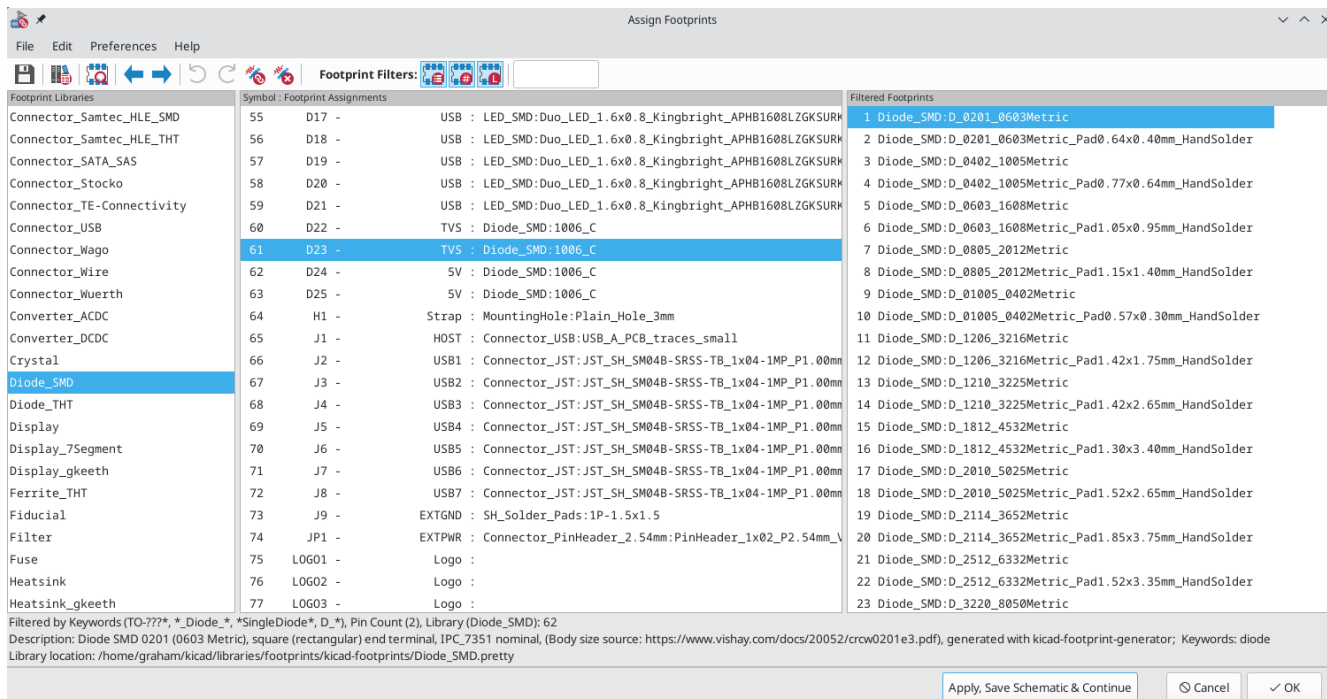 Assign Footprints
File Edit Preferences Help
Footprint Filters:
Footprint Libraries
Connector_Samtec_HLE_SMD
Connector_Samtec_HLE_THT
Connector_SATA_SAS
Connector_Stocko
Connector_TE-Connectivity
Connector_USB
Connector_Wago
Connector_Wire
Connector_Wuerth
Converter_ACDC
Converter_DCDC
Crystal
Diode_SMD
Diode_THT
Display
Display_7Segment
Display_gkeeth
Ferrite_THT
Fiducial
Filter
Fuse
Heatsink
Heatsink_gkeeth
Symbol : Footprint Assignments
55 D17 - USB : LED_SMD:Duo_LED_1.6x0.8_Kingbright_APHB1608LZGKSURK
56 D18 - USB : LED_SMD:Duo_LED_1.6x0.8_Kingbright_APHB1608LZGKSURK
57 D19 - USB : LED_SMD:Duo_LED_1.6x0.8_Kingbright_APHB1608LZGKSURK
58 D20 - USB : LED_SMD:Duo_LED_1.6x0.8_Kingbright_APHB1608LZGKSURK
59 D21 - USB : LED_SMD:Duo_LED_1.6x0.8_Kingbright_APHB1608LZGKSURK
60 D22 - TVS : Diode_SMD:1006_C
61 D23 - TVS : Diode_SMD:1006_C
62 D24 - 5V : Diode_SMD:1006_C
63 D25 - 5V : Diode_SMD:1006_C
64 H1 - Strap : MountingHole:Plain_Hole_3mm
65 J1 - HOST : Connector_USB:USB_A_PCB_traces_small
66 J2 - USB1 : Connector_JST:JST_SH_SM04B-SRSS-TB_1x04-1MP_P1.00mm
67 J3 - USB2 : Connector_JST:JST_SH_SM04B-SRSS-TB_1x04-1MP_P1.00mm
68 J4 - USB3 : Connector_JST:JST_SH_SM04B-SRSS-TB_1x04-1MP_P1.00mm
69 J5 - USB4 : Connector_JST:JST_SH_SM04B-SRSS-TB_1x04-1MP_P1.00mm
70 J6 - USB5 : Connector_JST:JST_SH_SM04B-SRSS-TB_1x04-1MP_P1.00mm
71 J7 - USB6 : Connector_JST:JST_SH_SM04B-SRSS-TB_1x04-1MP_P1.00mm
72 J8 - USB7 : Connector_JST:JST_SH_SM04B-SRSS-TB_1x04-1MP_P1.00mm
73 J9 - EXTGND : SH_Solder_Pads:1P-1.5x1.5
74 JP1 - EXTPWR : Connector_PinHeader_2.54mm:PinHeader_1x02_P2.54mm_V
75 LOGO1 - Logo :
76 LOGO2 - Logo :
77 LOGO3 - Logo :
Filtered Footprints
1 Diode_SMD:D_0201_0603Metric
2 Diode_SMD:D_0201_0603Metric_Pad0.64x0.40mm_HandSolder
3 Diode_SMD:D_0402_1005Metric
4 Diode_SMD:D_0402_1005Metric_Pad0.77x0.64mm_HandSolder
5 Diode_SMD:D_0603_1608Metric
6 Diode_SMD:D_0603_1608Metric_Pad1.05x0.95mm_HandSolder
7 Diode_SMD:D_0805_2012Metric
8 Diode_SMD:D_0805_2012Metric_Pad1.15x1.40mm_HandSolder
9 Diode_SMD:D_01005_0402Metric
10 Diode_SMD:D_01005_0402Metric_Pad0.57x0.30mm_HandSolder
11 Diode_SMD:D_1206_3216Metric
12 Diode_SMD:D_1206_3216Metric_Pad1.42x1.75mm_HandSolder
13 Diode_SMD:D_1210_3225Metric
14 Diode_SMD:D_1210_3225Metric_Pad1.42x2.65mm_HandSolder
15 Diode_SMD:D_1812_4532Metric
16 Diode_SMD:D_1812_4532Metric_Pad1.30x3.40mm_HandSolder
17 Diode_SMD:D_2010_5025Metric
18 Diode_SMD:D_2010_5025Metric_Pad1.52x2.65mm_HandSolder
19 Diode_SMD:D_2114_3652Metric
20 Diode_SMD:D_2114_3652Metric_Pad1.85x3.75mm_HandSolder
21 Diode_SMD:D_2512_6332Metric
22 Diode_SMD:D_2512_6332Metric_Pad1.52x3.35mm_HandSolder
23 Diode_SMD:D_3220_8050Metric
Filtered by Keywords (TO-???*, *_Diode_*, *SingleDiode*, D_*), Pin Count (2), Library (Diode_SMD): 62
Description: Diode SMD 0201 (0603 Metric), square (rectangular) end terminal, IPC_7351 nominal, (Body size source: https://www.vishay.com/docs/20052/crcw0201e3.pdf), generated with kicad-footprint-generator; Keywords: diode
Library location: /home/graham/kicad/libraries/footprints/kicad-footprints/Diode_SMD.pretty
Apply, Save Schematic & Continue
Cancel
OK